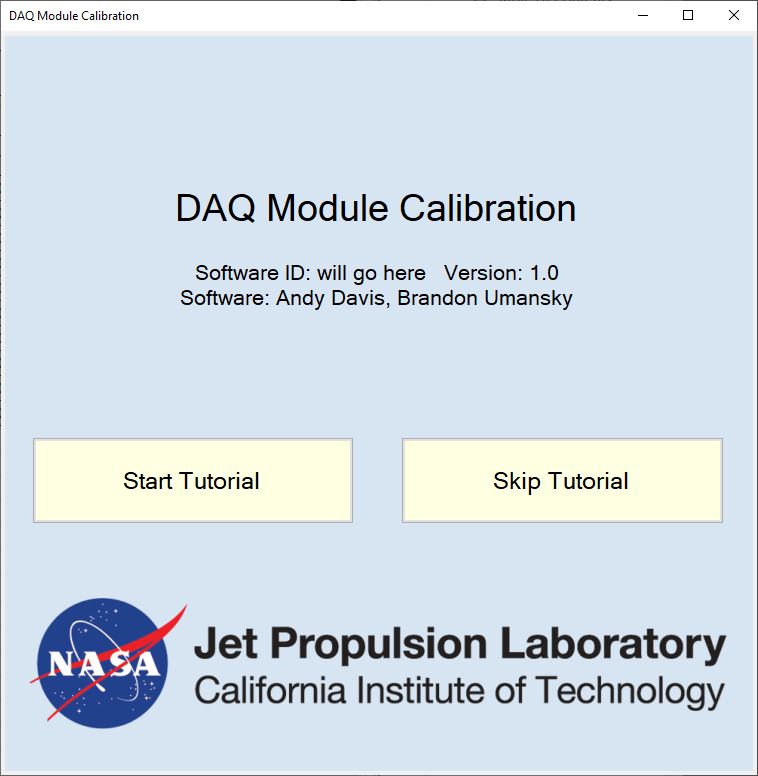 DAQ Module Calibration
DAQ Module Calibration
Software ID: will go here   Version: 1.0
Software: Andy Davis, Brandon Umansky
Start Tutorial
Skip Tutorial
NASA
Jet Propulsion Laboratory
California Institute of Technology